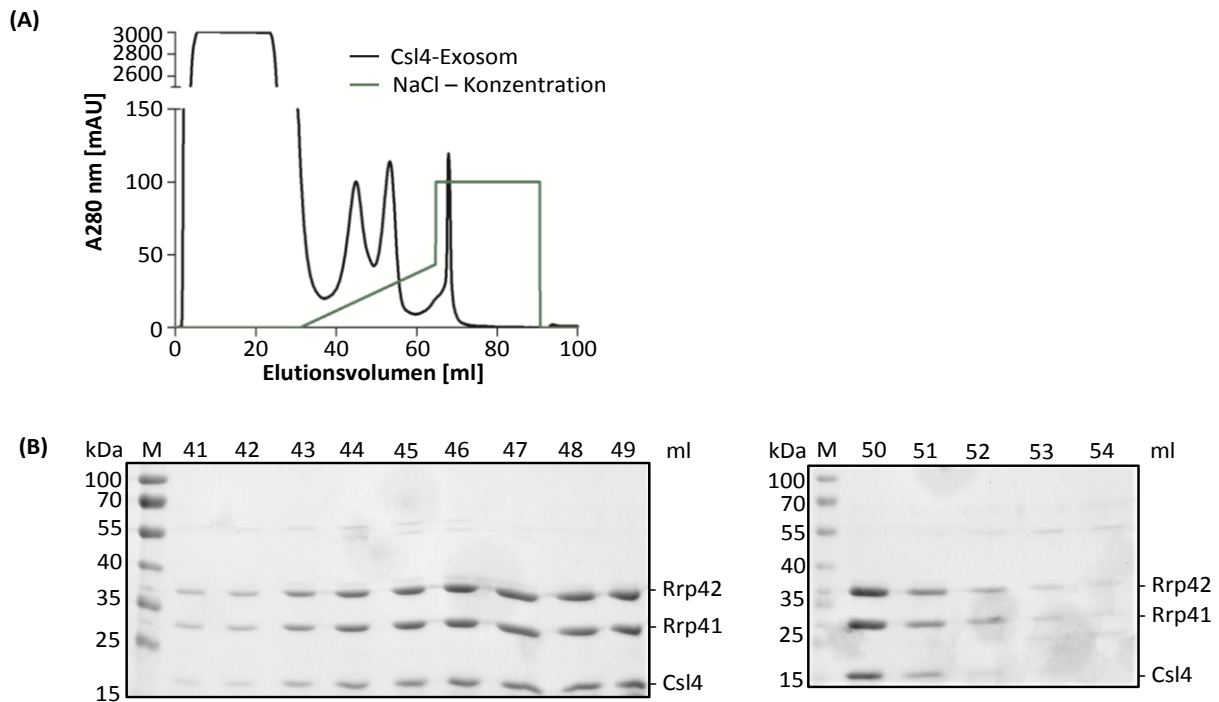 (A)
3000
2800
2600
150
100
50
0
A280 nm [mAU]
Csl4-Exosom
NaCl – Konzentration
0 20 40 60 80 100
Elutionsvolumen [ml]
(B)
kDa M 41 42 43 44 45 46 47 48 49 ml
100
70
55
40
35
25
15
Rrp42
Rrp41
Csl4
kDa M 50 51 52 53 54 ml
100
70
55
40
35
25
15
Rrp42
Rrp41
Csl4